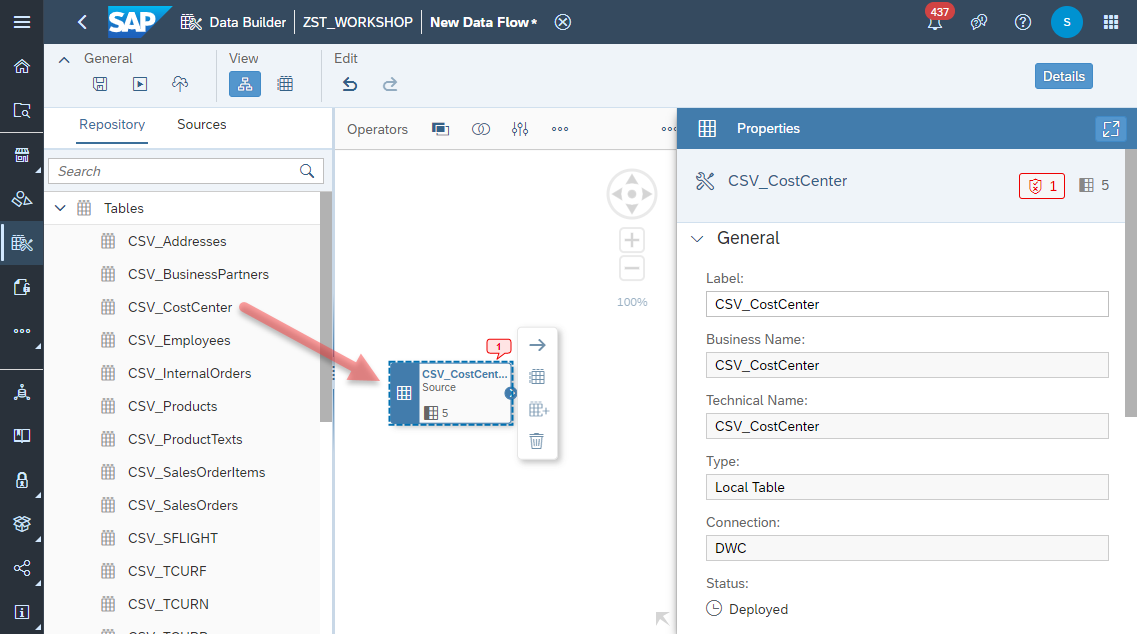 SAP Data Builder ZST_WORKSHOP New Data Flow* 437 S
General View Edit
Details
Repository Sources
Search
Tables
CSV_Addresses
CSV_BusinessPartners
CSV_CostCenter
CSV_Employees
CSV_InternalOrders
CSV_Products
CSV_ProductTexts
CSV_SalesOrderItems
CSV_SalesOrders
CSV_SFLIGHT
CSV_TCURF
CSV_TCURN
Operators
100%
1
CSV_CostCent...
Source
5
Properties
CSV_CostCenter 1 5
General
Label:
CSV_CostCenter
Business Name:
CSV_CostCenter
Technical Name:
CSV_CostCenter
Type:
Local Table
Connection:
DWC
Status:
Deployed